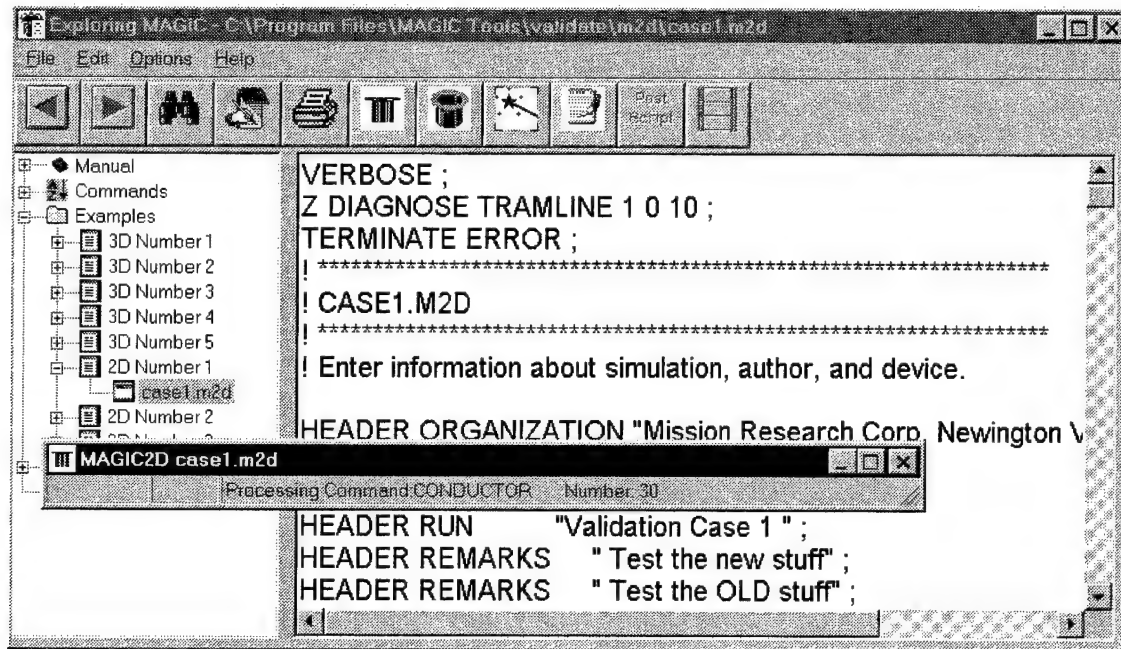 Exploring MAGIC - C:\Program Files\MAGIC Tools\validate\m2d\case1.m2d
File Edit Options Help
Post Script
Manual
Commands
Examples
3D Number 1
3D Number 2
3D Number 3
3D Number 4
3D Number 5
2D Number 1
case1.m2d
2D Number 2
VERBOSE ;
Z DIAGNOSE TRAMLINE 1 0 10 ;
TERMINATE ERROR ;
! ******************************************************************
! CASE1.M2D
! ******************************************************************
! Enter information about simulation, author, and device.
HEADER ORGANIZATION "Mission Research Corp, Newington V
MAGIC2D case1.m2d
Processing Command:CONDUCTOR Number: 30
HEADER RUN "Validation Case 1 " ;
HEADER REMARKS " Test the new stuff" ;
HEADER REMARKS " Test the OLD stuff" ;